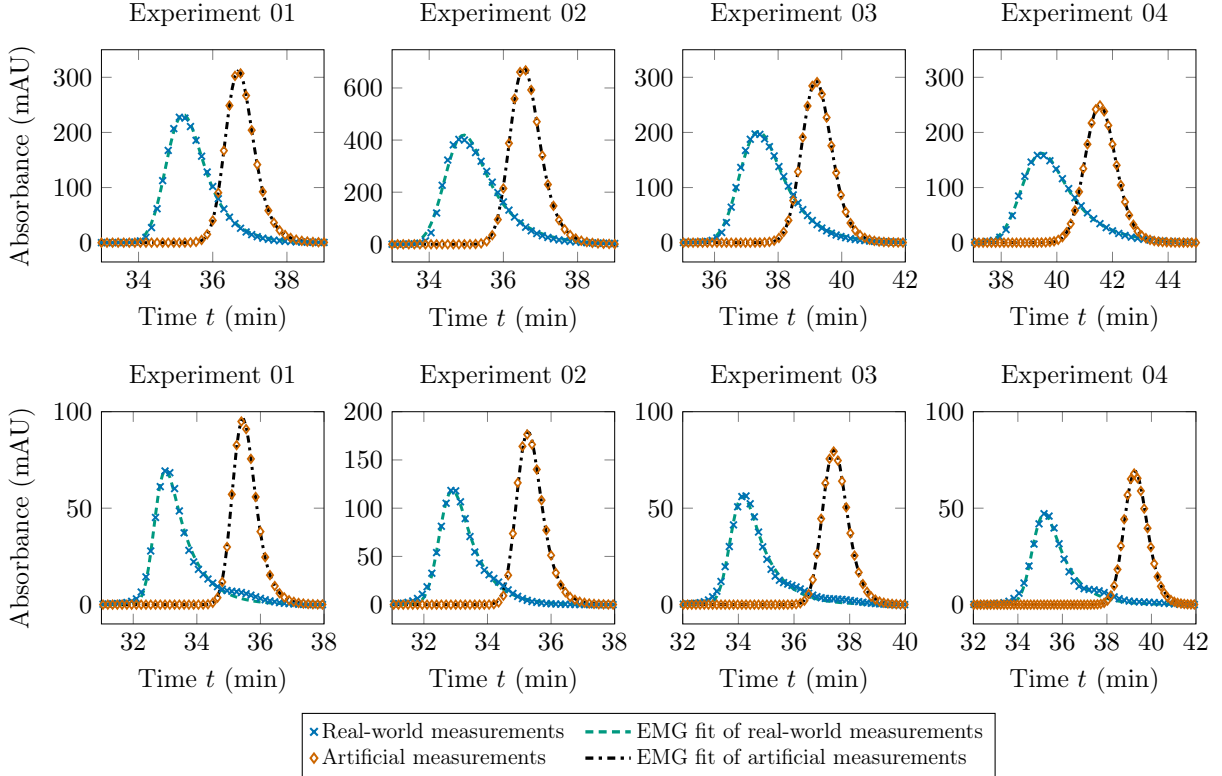 Experiment 01 Experiment 02 Experiment 03 Experiment 04
Absorbance (mAU)
300
200
100
0
34 36 38
Time t (min)
600
400
200
0
34 36 38
Time t (min)
300
200
100
0
36 38 40 42
Time t (min)
300
200
100
0
38 40 42 44
Time t (min)
Experiment 01 Experiment 02 Experiment 03 Experiment 04
Absorbance (mAU)
100
50
0
32 34 36 38
Time t (min)
200
150
100
50
0
32 34 36 38
Time t (min)
100
50
0
32 34 36 38 40
Time t (min)
100
80
60
40
20
0
32 34 36 38 40 42
Time t (min)
Real-world measurements EMG fit of real-world measurements
Artificial measurements EMG fit of artificial measurements